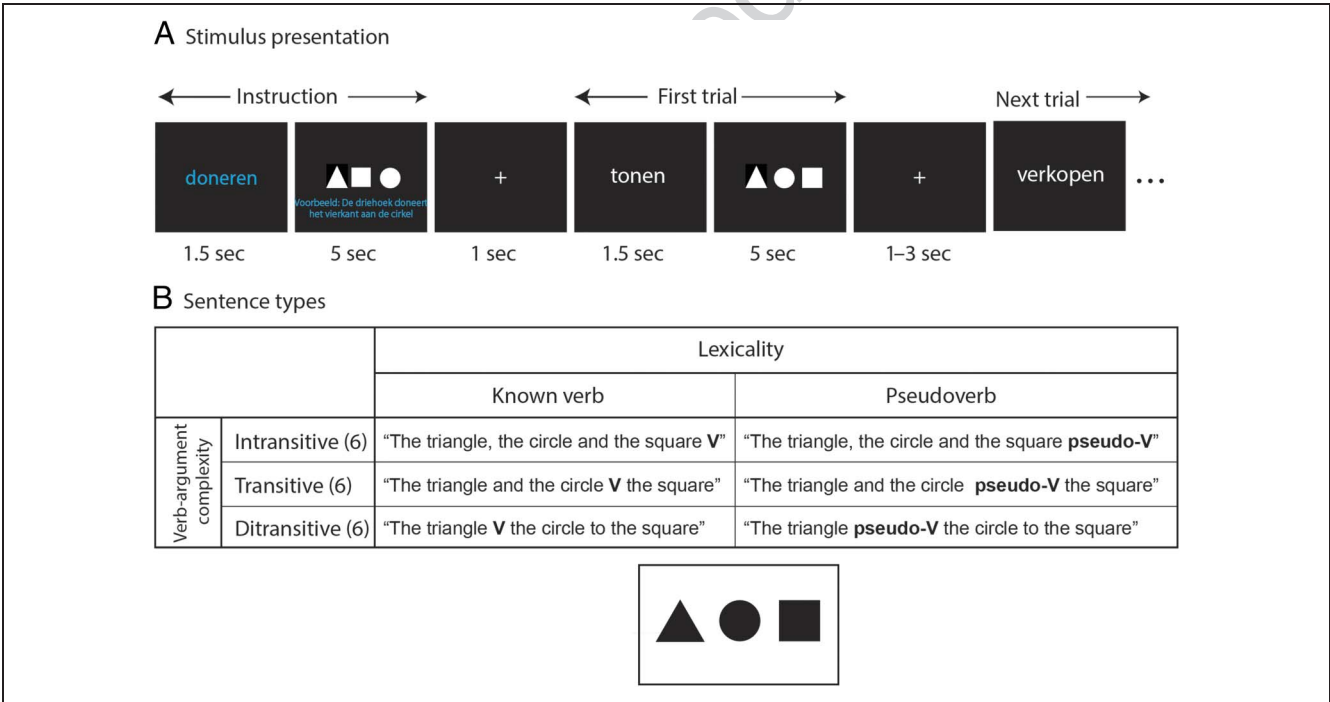 A Stimulus presentation
Instruction First trial Next trial
doneren
Voorbeeld: De driehoek doneert
het vierkant aan de cirkel
+
tonen
+
verkopen
...
1.5 sec 5 sec 1 sec 1.5 sec 5 sec 1–3 sec
B Sentence types
Lexicality
Known verb Pseudoverb
Verb-argument
complexity
Intransitive (6) “The triangle, the circle and the square V” “The triangle, the circle and the square pseudo-V”
Transitive (6) “The triangle and the circle V the square” “The triangle and the circle pseudo-V the square”
Ditransitive (6) “The triangle V the circle to the square” “The triangle pseudo-V the circle to the square”